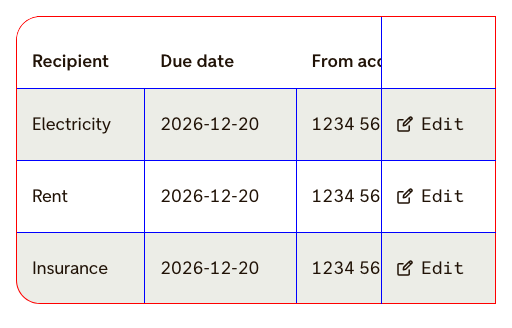 Recipient Due date From acc
Electricity 2026-12-20 1234 56 Edit
Rent 2026-12-20 1234 56 Edit
Insurance 2026-12-20 1234 56 Edit